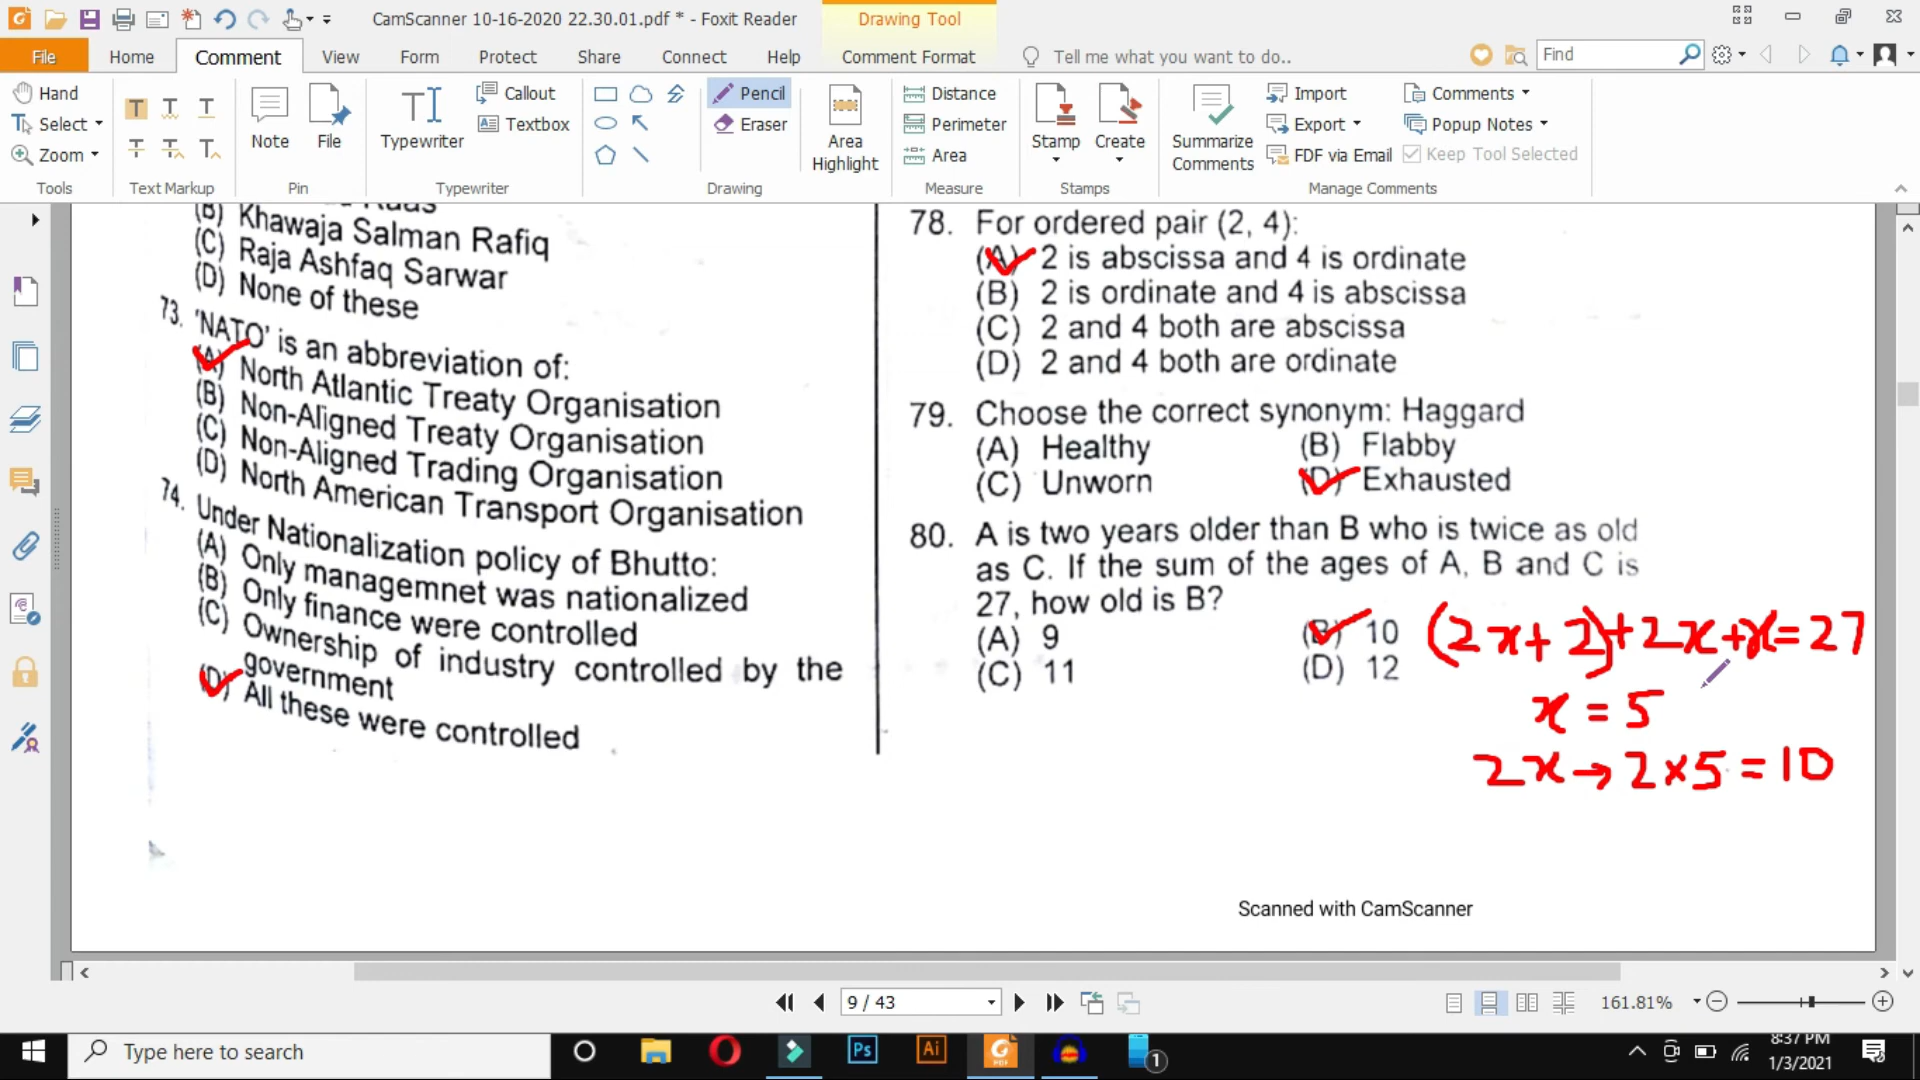 CamScanner 10-16-2020 22.30.01.pdf * - Foxit Reader
Drawing Tool
File Home Comment View Form Protect Share Connect Help Comment Format Tell me what you want to do.. Find
Hand
Select
Zoom
Tools
Text Markup
Note
File
Pin
Typewriter
Callout
Textbox
Typewriter
Pencil
Eraser
Drawing
Area Highlight
Distance
Perimeter
Area
Measure
Stamp
Create
Stamps
Summarize Comments
Import
Export
FDF via Email
Comments
Popup Notes
Keep Tool Selected
Manage Comments
(B) Khawaja Salman Rafiq
(C) Raja Ashfaq Sarwar
(D) None of these
73. 'NATO' is an abbreviation of:
(A) North Atlantic Treaty Organisation
(B) Non-Aligned Treaty Organisation
(C) Non-Aligned Trading Organisation
(D) North American Transport Organisation
74. Under Nationalization policy of Bhutto:
(A) Only managemnet was nationalized
(B) Only finance were controlled
(C) Ownership of industry controlled by the
government
(D) All these were controlled
78. For ordered pair (2, 4):
(A) 2 is abscissa and 4 is ordinate
(B) 2 is ordinate and 4 is abscissa
(C) 2 and 4 both are abscissa
(D) 2 and 4 both are ordinate
79. Choose the correct synonym: Haggard
(A) Healthy (B) Flabby
(C) Unworn (D) Exhausted
80. A is two years older than B who is twice as old
as C. If the sum of the ages of A, B and C is
27, how old is B?
(A) 9 (B) 10
(C) 11 (D) 12
(2x+2)+2x+x=27
x = 5
2x→2×5=10
Scanned with CamScanner
9 / 43
161.81%
Type here to search
Ps
Ai
1
8:37 PM
1/3/2021